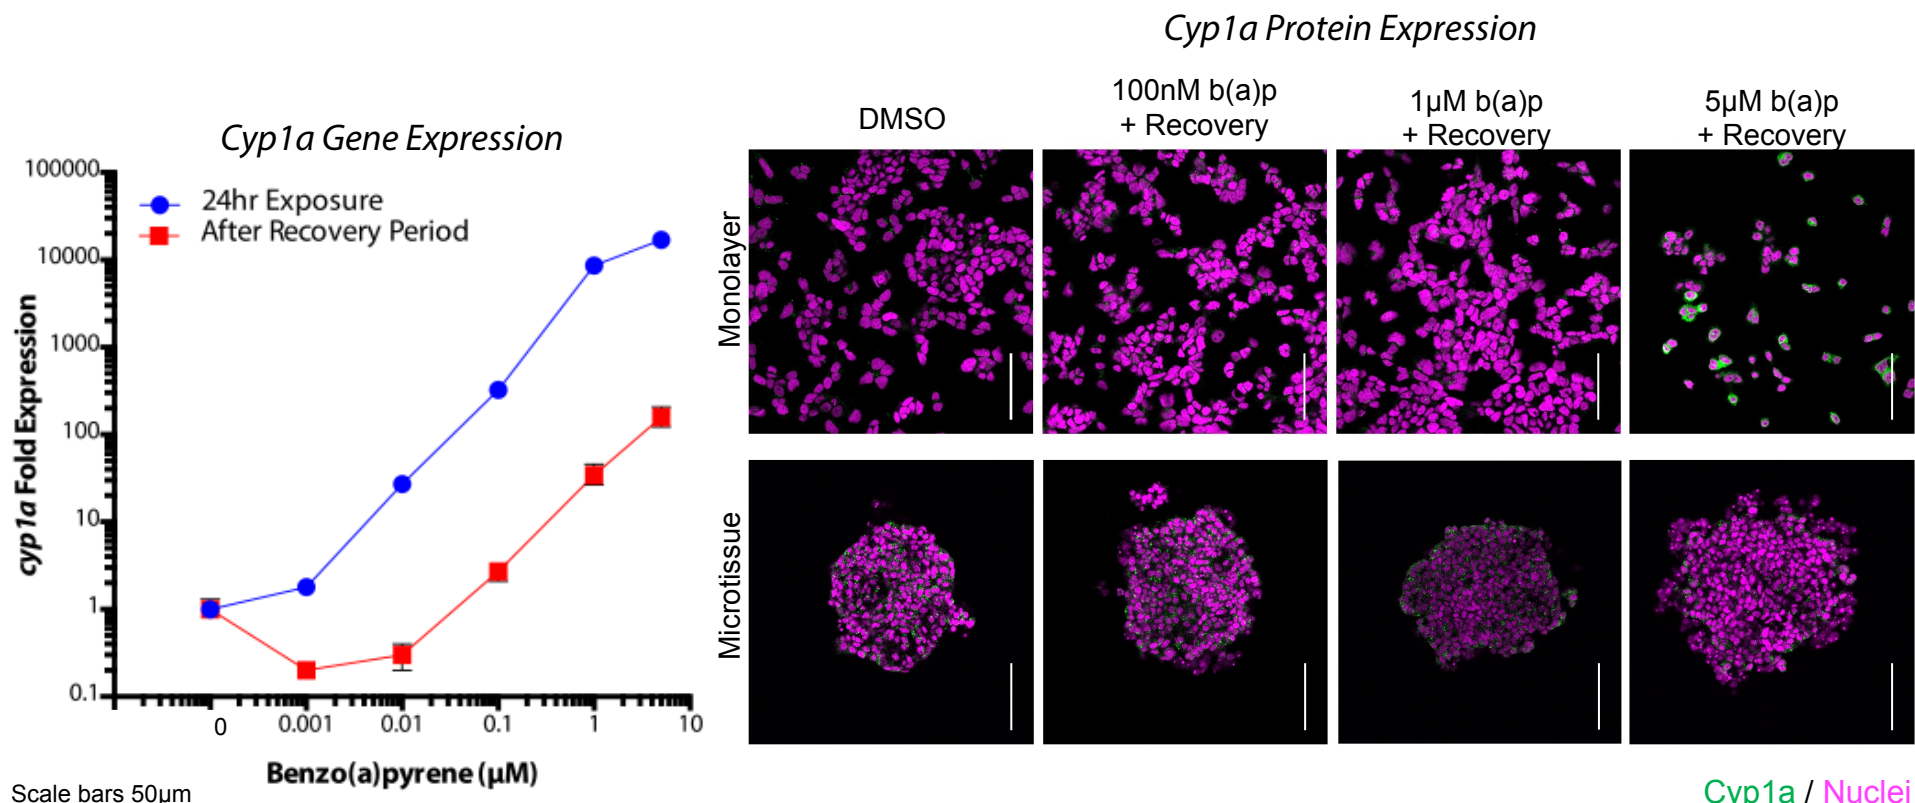 Cyp1a Protein Expression
Cyp1a Gene Expression
100000
10000
1000
100
10
1
0.1
24hr Exposure
After Recovery Period
cyp1a Fold Expression
0
0.001
0.01
0.1
1
10
Benzo(a)pyrene (µM)
Scale bars 50µm
DMSO
100nM b(a)p
+ Recovery
1µM b(a)p
+ Recovery
5µM b(a)p
+ Recovery
Monolayer
Microtissue
Cyp1a / Nuclei